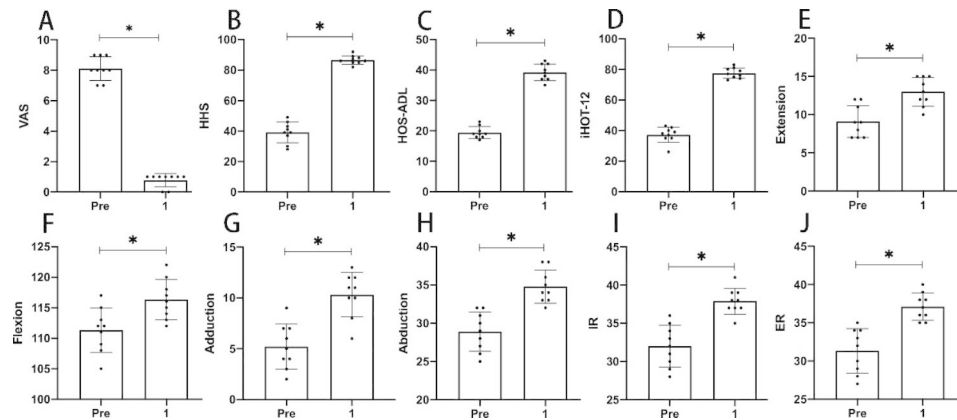 A
VAS
10
8
6
4
2
0
*
Pre
1
B
HHS
100
80
60
40
20
0
*
Pre
1
C
HOS-ADL
50
40
30
20
10
0
*
Pre
1
D
iHOT-12
100
80
60
40
20
0
*
Pre
1
E
Extension
20
15
10
5
0
*
Pre
1
F
Flexion
125
120
115
110
105
100
*
Pre
1
G
Adduction
15
10
5
0
*
Pre
1
H
Abduction
40
35
30
25
20
*
Pre
1
I
IR
45
40
35
30
25
*
Pre
1
J
ER
45
40
35
30
25
*
Pre
1